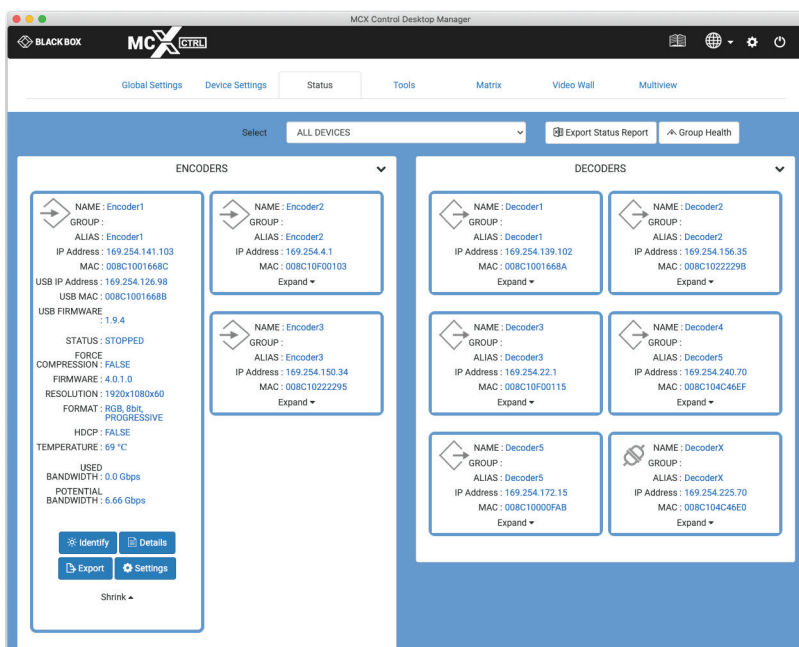 MCX Control Desktop Manager
BLACK BOX
MCX CTRL
Global Settings Device Settings Status Tools Matrix Video Wall Multiview
Select ALL DEVICES Export Status Report Group Health
ENCODERS
NAME : Encoder1
GROUP :
ALIAS : Encoder1
IP Address : 169.254.141.103
MAC : 008C1001668C
USB IP Address : 169.254.126.98
USB MAC : 008C1001668B
USB FIRMWARE : 1.9.4
STATUS : STOPPED
FORCE
COMPRESSION : FALSE
FIRMWARE : 4.0.1.0
RESOLUTION : 1920x1080x60
FORMAT : RGB, 8bit,
PROGRESSIVE
HDCP : FALSE
TEMPERATURE : 69 °C
USED
BANDWIDTH : 0.0 Gbps
POTENTIAL
BANDWIDTH : 6.66 Gbps
Identify Details
Export Settings
Shrink
NAME : Encoder2
GROUP :
ALIAS : Encoder2
IP Address : 169.254.4.1
MAC : 008C10F00103
Expand
NAME : Encoder3
GROUP :
ALIAS : Encoder3
IP Address : 169.254.150.34
MAC : 008C10222295
Expand
DECODERS
NAME : Decoder1
GROUP :
ALIAS : Decoder1
IP Address : 169.254.139.102
MAC : 008C1001668A
Expand
NAME : Decoder2
GROUP :
ALIAS : Decoder2
IP Address : 169.254.156.35
MAC : 008C1022229B
Expand
NAME : Decoder3
GROUP :
ALIAS : Decoder3
IP Address : 169.254.22.1
MAC : 008C10F00115
Expand
NAME : Decoder4
GROUP :
ALIAS : Decoder5
IP Address : 169.254.240.70
MAC : 008C104C46EF
Expand
NAME : Decoder5
GROUP :
ALIAS : Decoder5
IP Address : 169.254.172.15
MAC : 008C10000FAB
Expand
NAME : DecoderX
GROUP :
ALIAS : DecoderX
IP Address : 169.254.225.70
MAC : 008C104C46E0
Expand